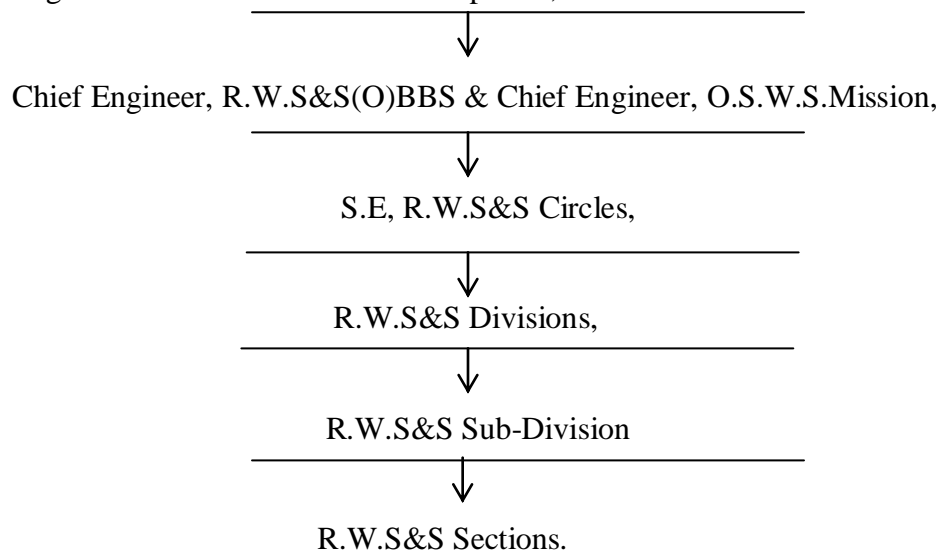 Chief Engineer, R.W.S&S(O)BBS & Chief Engineer, O.S.W.S.Mission,
S.E, R.W.S&S Circles,
R.W.S&S Divisions,
R.W.S&S Sub-Division
R.W.S&S Sections.